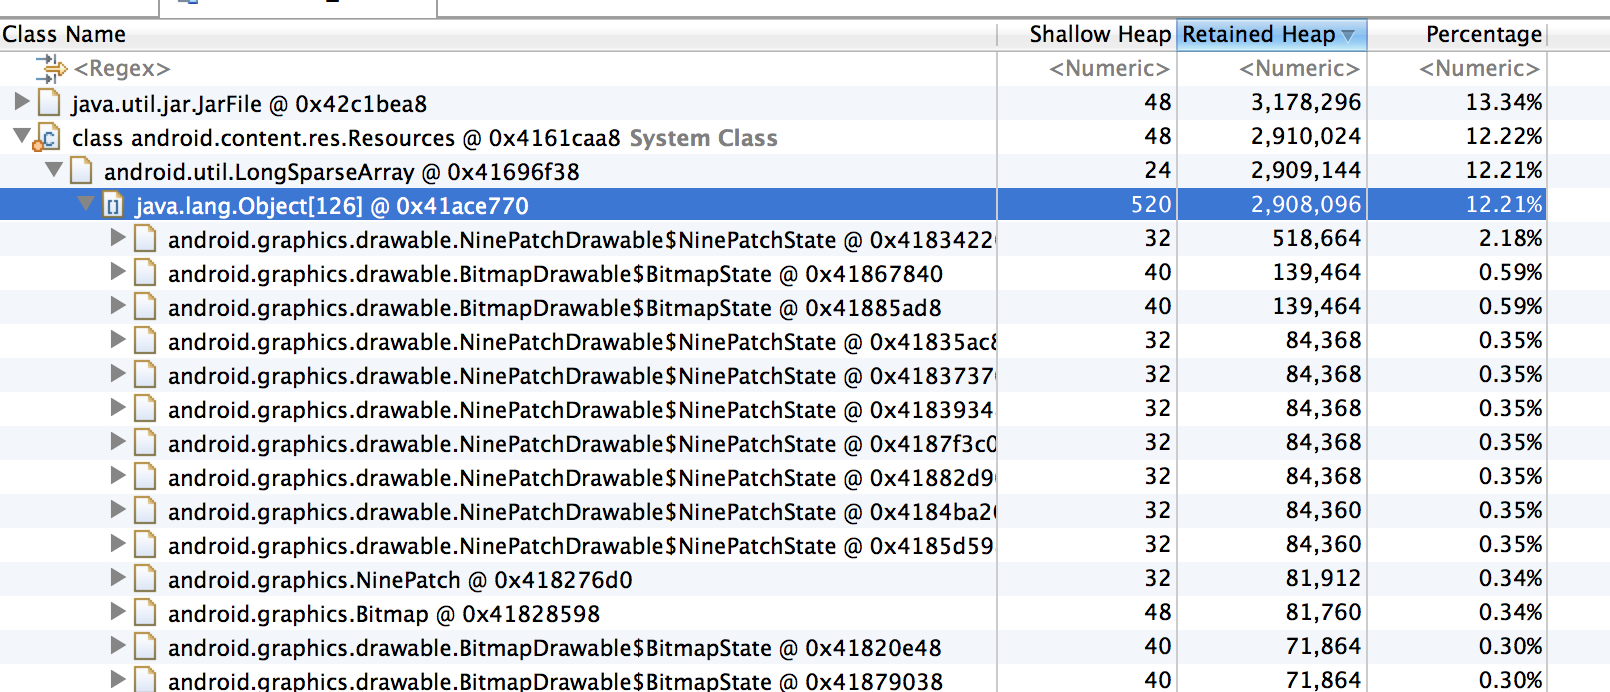 Class Name Shallow Heap Retained Heap Percentage
<Regex> <Numeric> <Numeric> <Numeric>
java.util.jar.JarFile @ 0x42c1bea8 48 3,178,296 13.34%
class android.content.res.Resources @ 0x4161caa8 System Class 48 2,910,024 12.22%
android.util.LongSparseArray @ 0x41696f38 24 2,909,144 12.21%
java.lang.Object[126] @ 0x41ace770 520 2,908,096 12.21%
android.graphics.drawable.NinePatchDrawable$NinePatchState @ 0x4183422 32 518,664 2.18%
android.graphics.drawable.BitmapDrawable$BitmapState @ 0x41867840 40 139,464 0.59%
android.graphics.drawable.BitmapDrawable$BitmapState @ 0x41885ad8 40 139,464 0.59%
android.graphics.drawable.NinePatchDrawable$NinePatchState @ 0x41835ac8 32 84,368 0.35%
android.graphics.drawable.NinePatchDrawable$NinePatchState @ 0x4183737 32 84,368 0.35%
android.graphics.drawable.NinePatchDrawable$NinePatchState @ 0x4183934 32 84,368 0.35%
android.graphics.drawable.NinePatchDrawable$NinePatchState @ 0x4187f3c0 32 84,368 0.35%
android.graphics.drawable.NinePatchDrawable$NinePatchState @ 0x41882d9 32 84,368 0.35%
android.graphics.drawable.NinePatchDrawable$NinePatchState @ 0x4184ba2 32 84,360 0.35%
android.graphics.drawable.NinePatchDrawable$NinePatchState @ 0x4185d59 32 84,360 0.35%
android.graphics.NinePatch @ 0x418276d0 32 81,912 0.34%
android.graphics.Bitmap @ 0x41828598 48 81,760 0.34%
android.graphics.drawable.BitmapDrawable$BitmapState @ 0x41820e48 40 71,864 0.30%
android.graphics.drawable.BitmapDrawable$BitmapState @ 0x41879038 40 71,864 0.30%